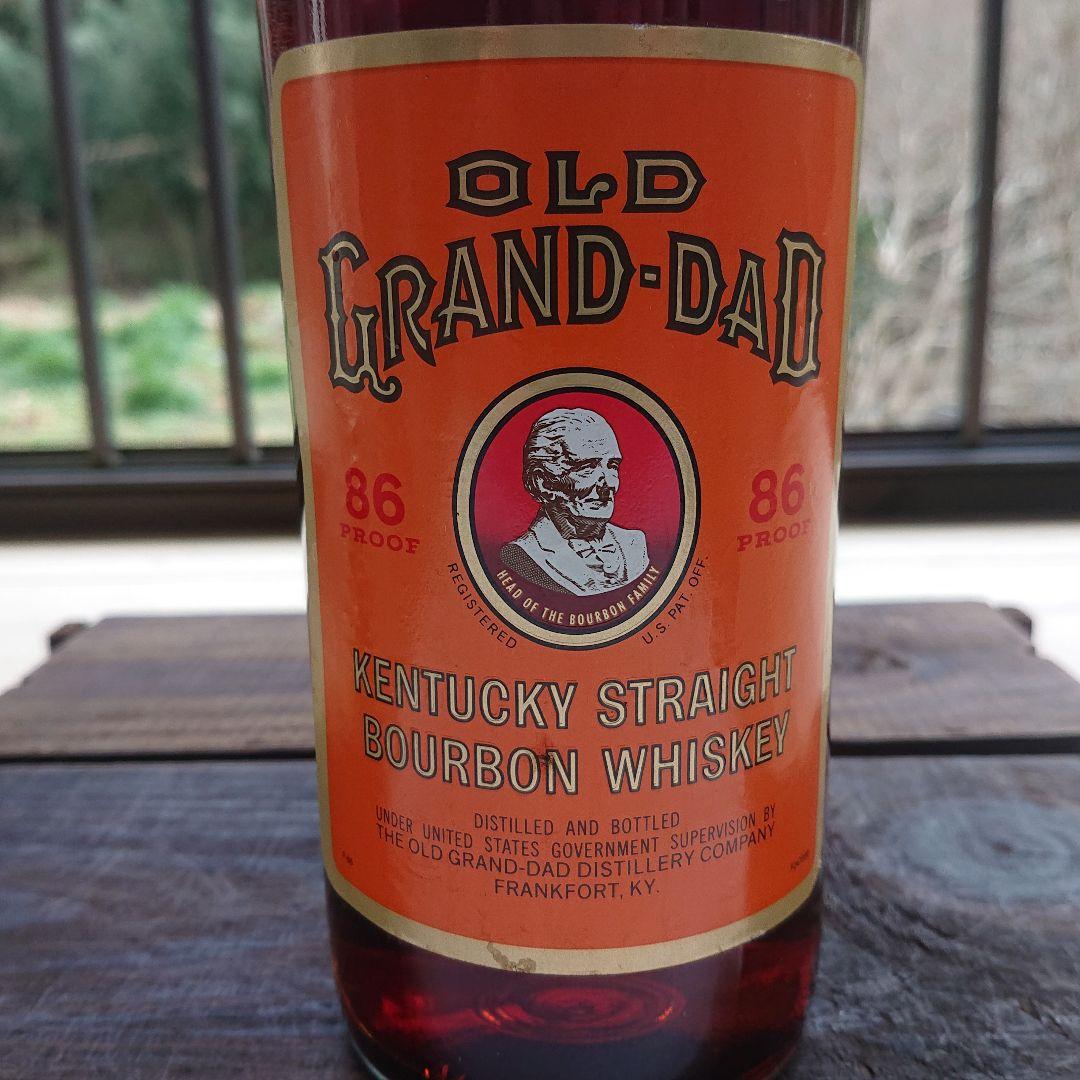 OLD
GRAND-DAD
86 PROOF
86 PROOF
HEAD OF THE BOURBON FAMILY
REGISTERED
U.S. PAT. OFF.
KENTUCKY STRAIGHT
BOURBON WHISKEY
DISTILLED AND BOTTLED
UNDER UNITED STATES GOVERNMENT SUPERVISION BY
THE OLD GRAND-DAD DISTILLERY COMPANY
FRANKFORT, KY.